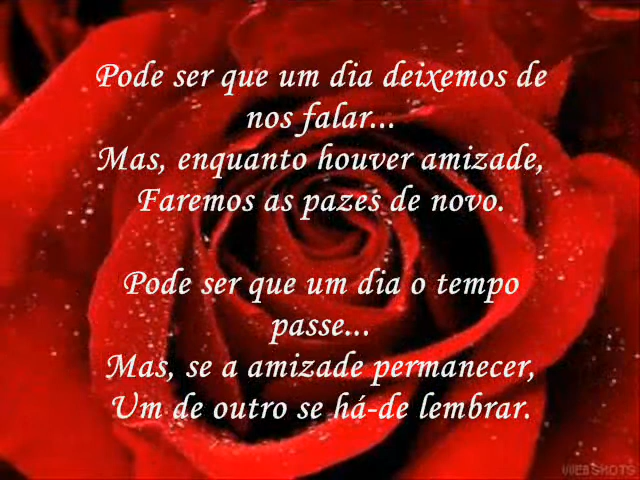 Pode ser que um dia deixemos de
nos falar...
Mas, enquanto houver amizade,
Faremos as pazes de novo.
Pode ser que um dia o tempo
passe...
Mas, se a amizade permanecer,
Um de outro se há-de lembrar.
WEBSHOTS